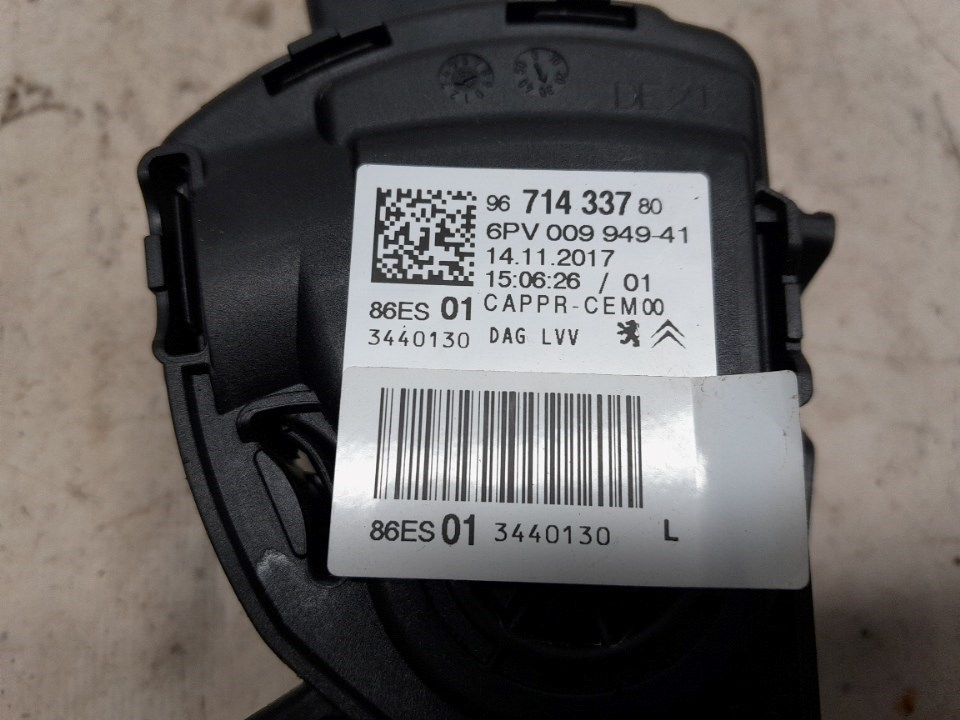 96 714 337 80
6PV 009 949-41
14.11.2017
15:06:26 / 01
86ES 01 CAPPR-CEM00
3440130 DAG LVV
86ES 01 3440130 L